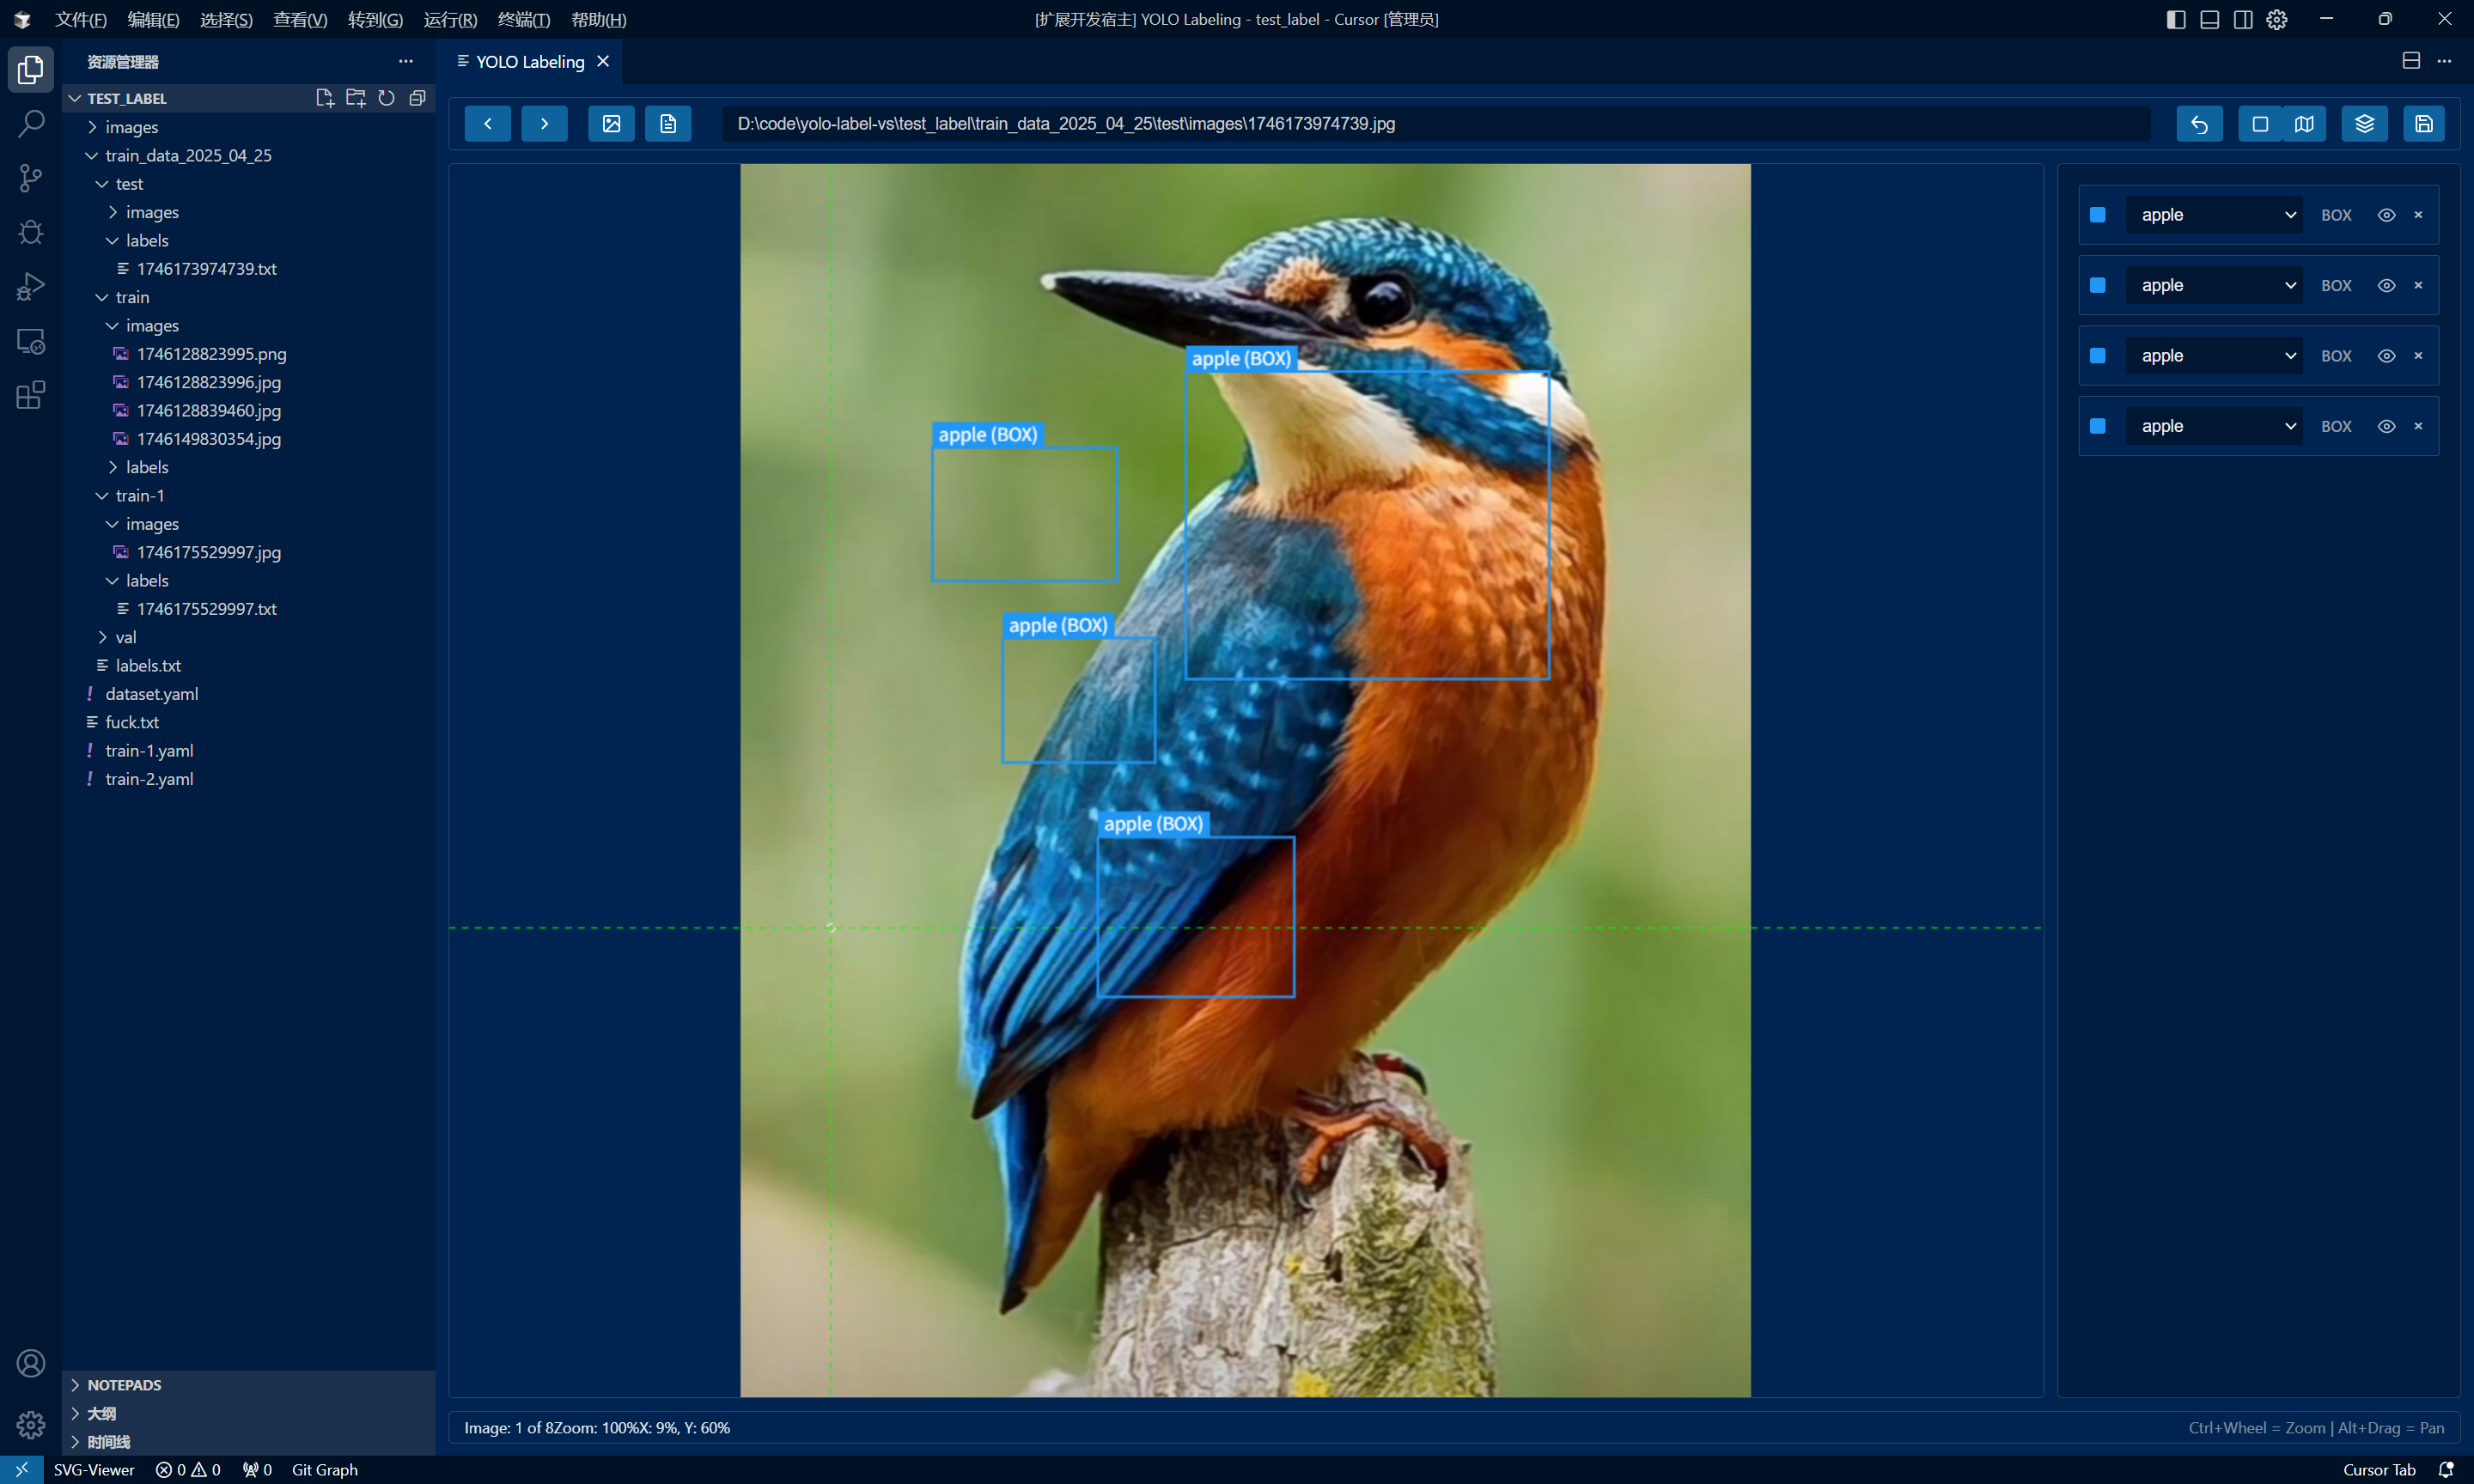 文件(F) 编辑(E) 选择(S) 查看(V) 转到(G) 运行(R) 终端(T) 帮助(H)
[扩展开发宿主] YOLO Labeling - test_label - Cursor [管理员]
资源管理器
TEST_LABEL
images
train_data_2025_04_25
test
images
labels
1746173974739.txt
train
images
1746128823995.png
1746128823996.jpg
1746128839460.jpg
1746149830354.jpg
labels
train-1
images
1746175529997.jpg
labels
1746175529997.txt
val
labels.txt
dataset.yaml
fuck.txt
train-1.yaml
train-2.yaml
NOTEPADS
大纲
时间线
YOLO Labeling
D:\code\yolo-label-vs\test_label\train_data_2025_04_25\test\images\1746173974739.jpg
apple (BOX)
apple (BOX)
apple (BOX)
apple (BOX)
apple BOX
apple BOX
apple BOX
apple BOX
Image: 1 of 8Zoom: 100%X: 9%, Y: 60%
Ctrl+Wheel = Zoom | Alt+Drag = Pan
SVG-Viewer 0 0 0 Git Graph
Cursor Tab